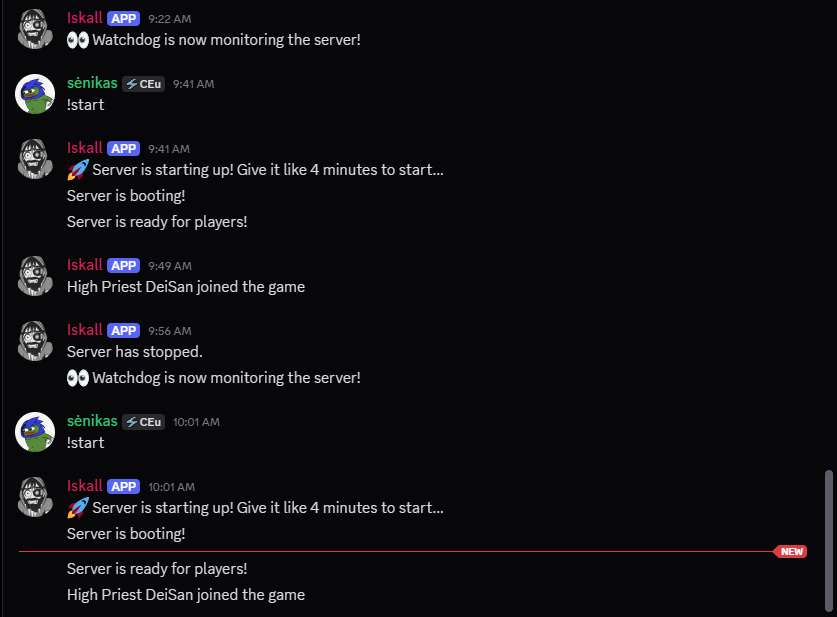 Iskall APP 9:22 AM
👀 Watchdog is now monitoring the server!
sėnikas ⚡CEu 9:41 AM
!start
Iskall APP 9:41 AM
🚀 Server is starting up! Give it like 4 minutes to start...
Server is booting!
Server is ready for players!
Iskall APP 9:49 AM
High Priest DeiSan joined the game
Iskall APP 9:56 AM
Server has stopped.
👀 Watchdog is now monitoring the server!
sėnikas ⚡CEu 10:01 AM
!start
Iskall APP 10:01 AM
🚀 Server is starting up! Give it like 4 minutes to start...
Server is booting!
NEW
Server is ready for players!
High Priest DeiSan joined the game